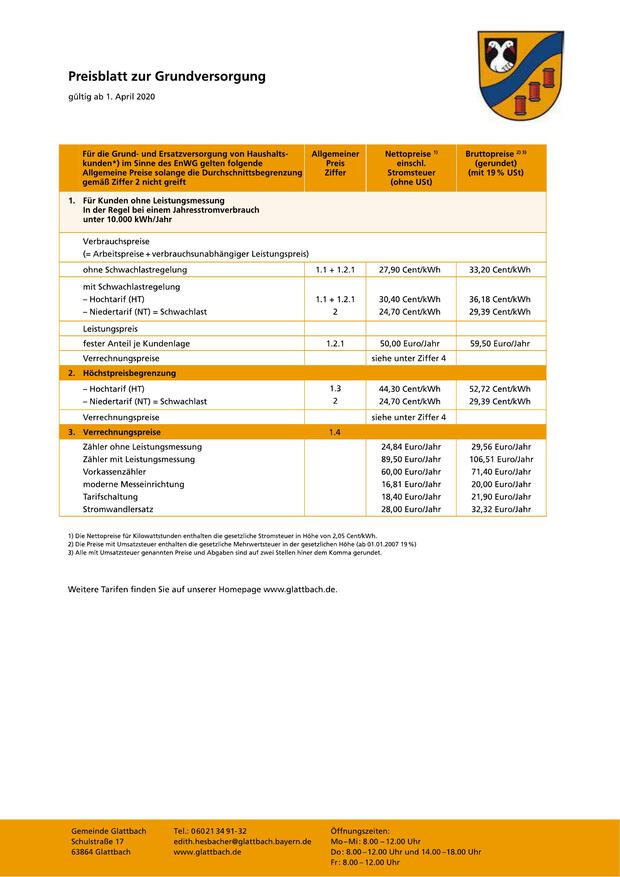 Preisblatt zur Grundversorgung
gültig ab 1. April 2020
Für die Grund- und Ersatzversorgung von Haushalts-
kunden*) im Sinne des EnWG gelten folgende
Allgemeine Preise solange die Durchschnittsbegrenzung
gemäß Ziffer 2 nicht greift
Allgemeiner
Preis
Ziffer
Nettopreise 1)
einschl.
Stromsteuer
(ohne USt)
Bruttopreise 2) 3)
(gerundet)
(mit 19 % USt)
1. Für Kunden ohne Leistungsmessung
In der Regel bei einem Jahresstromverbrauch
unter 10.000 kWh/Jahr
Verbrauchspreise
(= Arbeitspreise + verbrauchsunabhängiger Leistungspreis)
ohne Schwachlastregelung 1.1 + 1.2.1 27,90 Cent/kWh 33,20 Cent/kWh
mit Schwachlastregelung
– Hochtarif (HT) 1.1 + 1.2.1 30,40 Cent/kWh 36,18 Cent/kWh
– Niedertarif (NT) = Schwachlast 2 24,70 Cent/kWh 29,39 Cent/kWh
Leistungspreis
fester Anteil je Kundenlage 1.2.1 50,00 Euro/Jahr 59,50 Euro/Jahr
Verrechnungspreise siehe unter Ziffer 4
2. Höchstpreisbegrenzung
– Hochtarif (HT) 1.3 44,30 Cent/kWh 52,72 Cent/kWh
– Niedertarif (NT) = Schwachlast 2 24,70 Cent/kWh 29,39 Cent/kWh
Verrechnungspreise siehe unter Ziffer 4
3. Verrechnungspreise 1.4
Zähler ohne Leistungsmessung 24,84 Euro/Jahr 29,56 Euro/Jahr
Zähler mit Leistungsmessung 89,50 Euro/Jahr 106,51 Euro/Jahr
Vorkassenzähler 60,00 Euro/Jahr 71,40 Euro/Jahr
moderne Messeinrichtung 16,81 Euro/Jahr 20,00 Euro/Jahr
Tarifschaltung 18,40 Euro/Jahr 21,90 Euro/Jahr
Stromwandlersatz 28,00 Euro/Jahr 32,32 Euro/Jahr
1) Die Nettopreise für Kilowattstunden enthalten die gesetzliche Stromsteuer in Höhe von 2,05 Cent/kWh.
2) Die Preise mit Umsatzsteuer enthalten die gesetzliche Mehrwertsteuer in der gesetzlichen Höhe (ab 01.01.2007 19 %)
3) Alle mit Umsatzsteuer genannten Preise und Abgaben sind auf zwei Stellen hiner dem Komma gerundet.
Weitere Tarifen finden Sie auf unserer Homepage www.glattbach.de.
Gemeinde Glattbach
Schulstraße 17
63864 Glattbach
Tel.: 0 60 21 34 91-32
edith.hesbacher@glattbach.bayern.de
www.glattbach.de
Öffnungszeiten:
Mo – Mi: 8.00 – 12.00 Uhr
Do: 8.00 – 12.00 Uhr und 14.00 – 18.00 Uhr
Fr: 8.00 – 12.00 Uhr